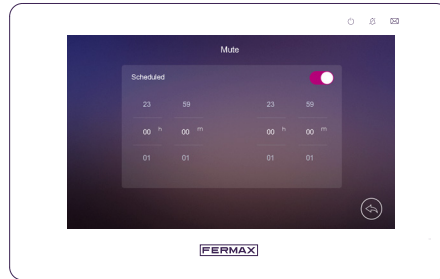 Mute
Scheduled
23 59 23 59
00 h 00 m 00 h 00 m
01 01 01 01
FERMAX